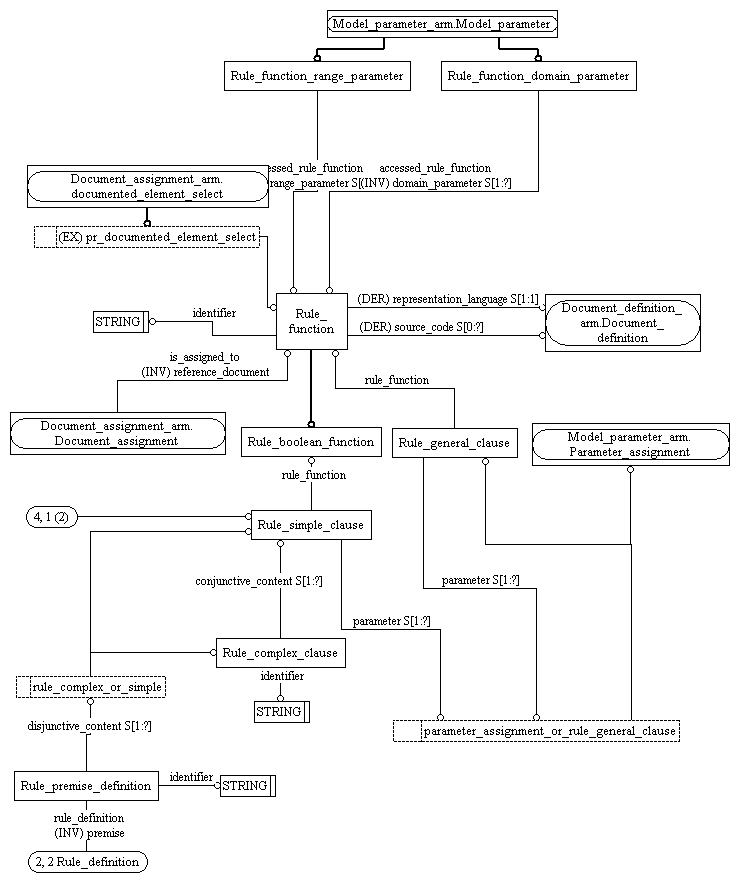 Model_parameter_arm.Model_parameter
Rule_function_range_parameter
Rule_function_domain_parameter
essed_rule_function
accessed_rule_function
range_parameter S[
(INV) domain_parameter S[1:?]
Document_assignment_arm.
documented_element_select
(EX) pr_documented_element_select
identifier
STRING
Rule_
function
(DER) representation_language S[1:1]
(DER) source_code S[0:?]
Document_definition_
arm.Document_
definition
is_assigned_to
(INV) reference_document
rule_function
Document_assignment_arm.
Document_assignment
Rule_boolean_function
Rule_general_clause
Model_parameter_arm.
Parameter_assignment
rule_function
4, 1 (2)
Rule_simple_clause
conjunctive_content S[1:?]
parameter S[1:?]
parameter S[1:?]
Rule_complex_clause
identifier
STRING
rule_complex_or_simple
disjunctive_content S[1:?]
parameter_assignment_or_rule_general_clause
Rule_premise_definition
identifier
STRING
rule_definition
(INV) premise
2, 2 Rule_definition